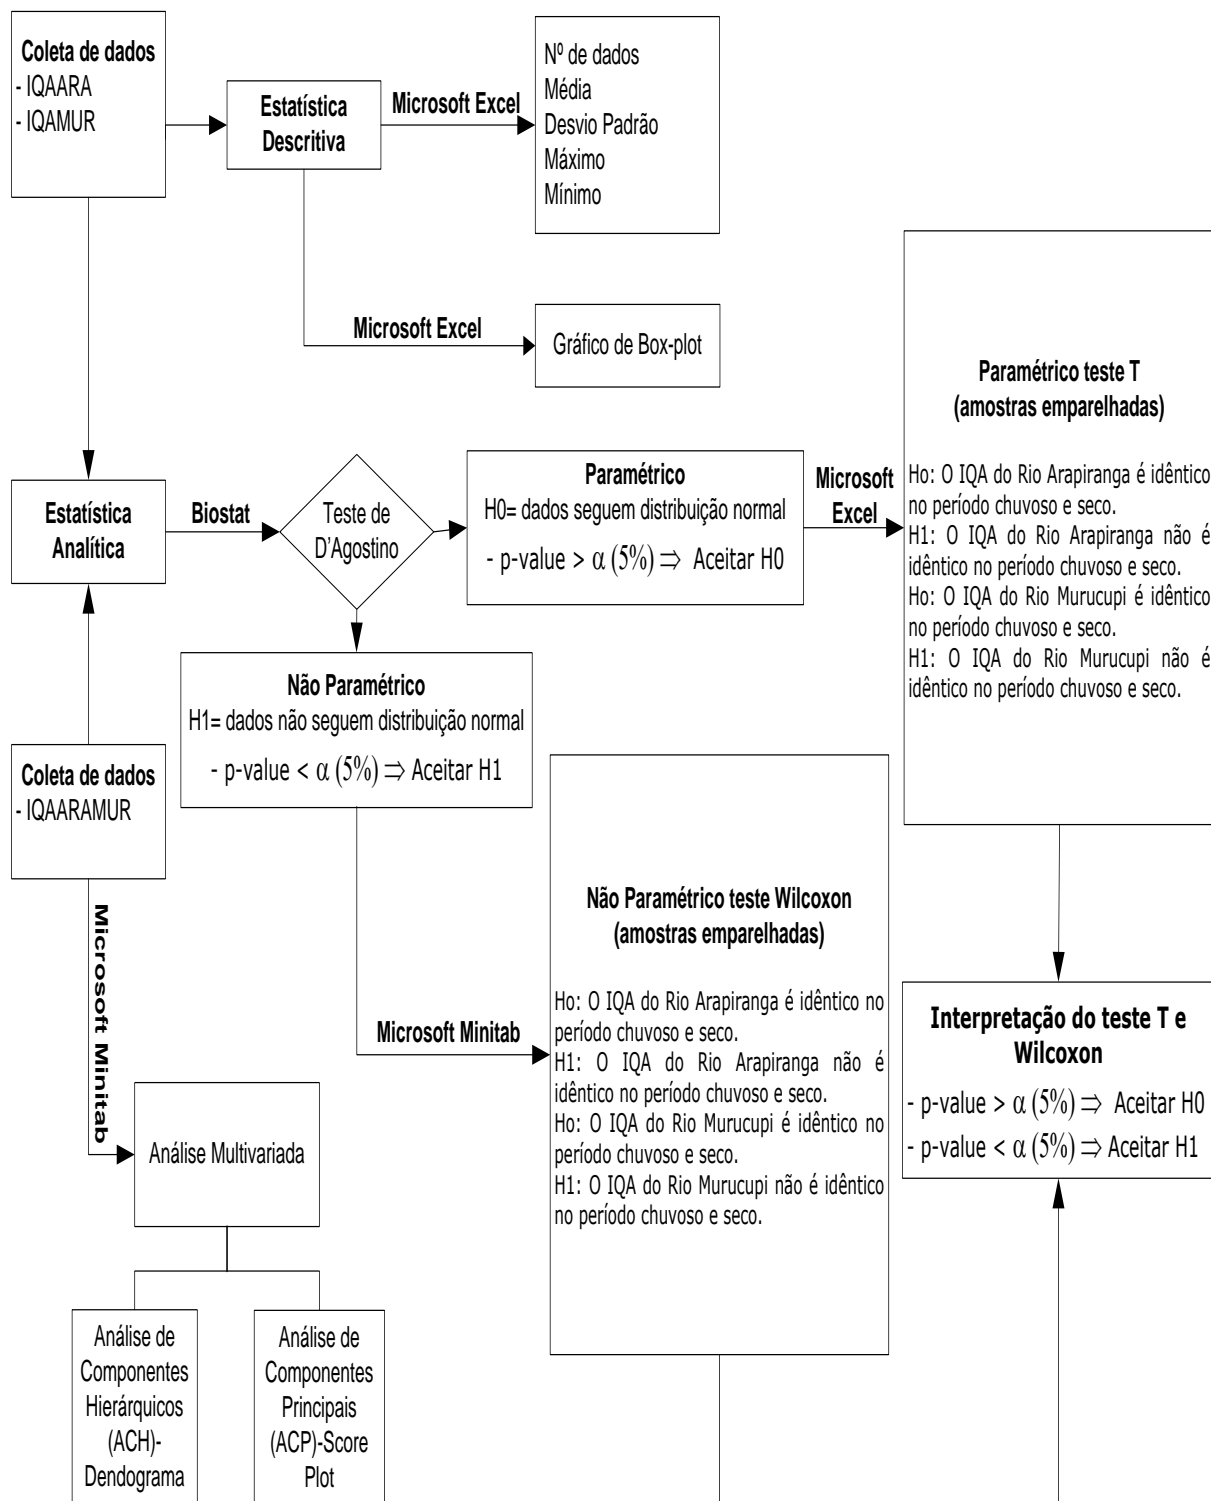 Coleta de dados
- IQAARA
- IQAMUR
Estatística
Descritiva
Microsoft Excel
Nº de dados
Média
Desvio Padrão
Máximo
Mínimo
Microsoft Excel
Gráfico de Box-plot
Estatística
Analítica
Biostat
Teste de
D'Agostino
Paramétrico
H0= dados seguem distribuição normal
- p-value > α (5%) ⇒ Aceitar H0
Microsoft
Excel
Paramétrico teste T
(amostras emparelhadas)
Ho: O IQA do Rio Arapiranga é idêntico
no período chuvoso e seco.
H1: O IQA do Rio Arapiranga não é
idêntico no período chuvoso e seco.
Ho: O IQA do Rio Murucupi é idêntico
no período chuvoso e seco.
H1: O IQA do Rio Murucupi não é
idêntico no período chuvoso e seco.
Não Paramétrico
H1= dados não seguem distribuição normal
- p-value < α (5%) ⇒ Aceitar H1
Coleta de dados
- IQAARAMUR
Microsoft Minitab
Microsoft Minitab
Não Paramétrico teste Wilcoxon
(amostras emparelhadas)
Ho: O IQA do Rio Arapiranga é idêntico no
período chuvoso e seco.
H1: O IQA do Rio Arapiranga não é
idêntico no período chuvoso e seco.
Ho: O IQA do Rio Murucupi é idêntico no
período chuvoso e seco.
H1: O IQA do Rio Murucupi não é idêntico
no período chuvoso e seco.
Interpretação do teste T e
Wilcoxon
- p-value > α (5%) ⇒ Aceitar H0
- p-value < α (5%) ⇒ Aceitar H1
Análise Multivariada
Análise de
Componentes
Hierárquicos
(ACH)-
Dendograma
Análise de
Componentes
Principais
(ACP)-Score
Plot